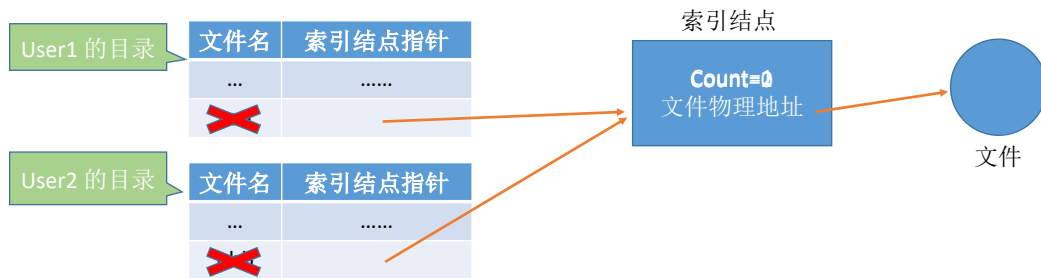 索引结点
User1 的目录
文件名 索引结点指针
... ......
文件物理地址
文件
User2 的目录
文件名 索引结点指针
... ......